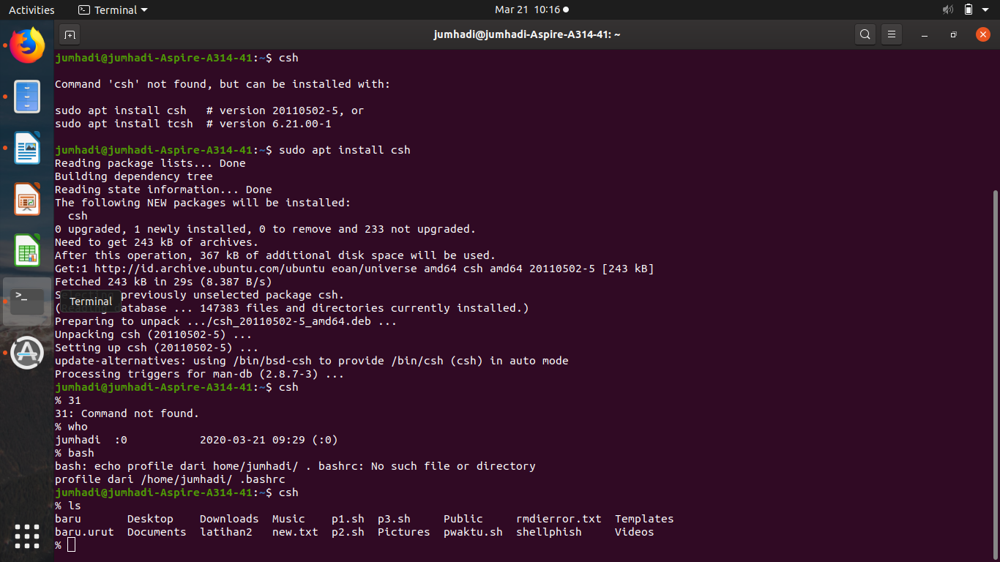 Activities Terminal Mar 21 10:16
jumhadi@jumhadi-Aspire-A314-41: ~
jumhadi@jumhadi-Aspire-A314-41:~$ csh
Command 'csh' not found, but can be installed with:
sudo apt install csh   # version 20110502-5, or
sudo apt install tcsh  # version 6.21.00-1
jumhadi@jumhadi-Aspire-A314-41:~$ sudo apt install csh
Reading package lists... Done
Building dependency tree
Reading state information... Done
The following NEW packages will be installed:
  csh
0 upgraded, 1 newly installed, 0 to remove and 233 not upgraded.
Need to get 243 kB of archives.
After this operation, 367 kB of additional disk space will be used.
Get:1 http://id.archive.ubuntu.com/ubuntu eoan/universe amd64 csh amd64 20110502-5 [243 kB]
Fetched 243 kB in 29s (8.387 B/s)
Selecting previously unselected package csh.
Terminal
(Reading database ... 147383 files and directories currently installed.)
Preparing to unpack .../csh_20110502-5_amd64.deb ...
Unpacking csh (20110502-5) ...
Setting up csh (20110502-5) ...
update-alternatives: using /bin/bsd-csh to provide /bin/csh (csh) in auto mode
Processing triggers for man-db (2.8.7-3) ...
jumhadi@jumhadi-Aspire-A314-41:~$ csh
% 31
31: Command not found.
% who
jumhadi  :0           2020-03-21 09:29 (:0)
% bash
bash: echo profile dari home/jumhadi/ . bashrc: No such file or directory
profile dari /home/jumhadi/ .bashrc
jumhadi@jumhadi-Aspire-A314-41:~$ csh
% ls
baru       Desktop    Downloads  Music    p1.sh  p3.sh     Public     rmdierror.txt  Templates
baru.urut  Documents  latihan2   new.txt  p2.sh  Pictures  pwaktu.sh  shellphish     Videos
%